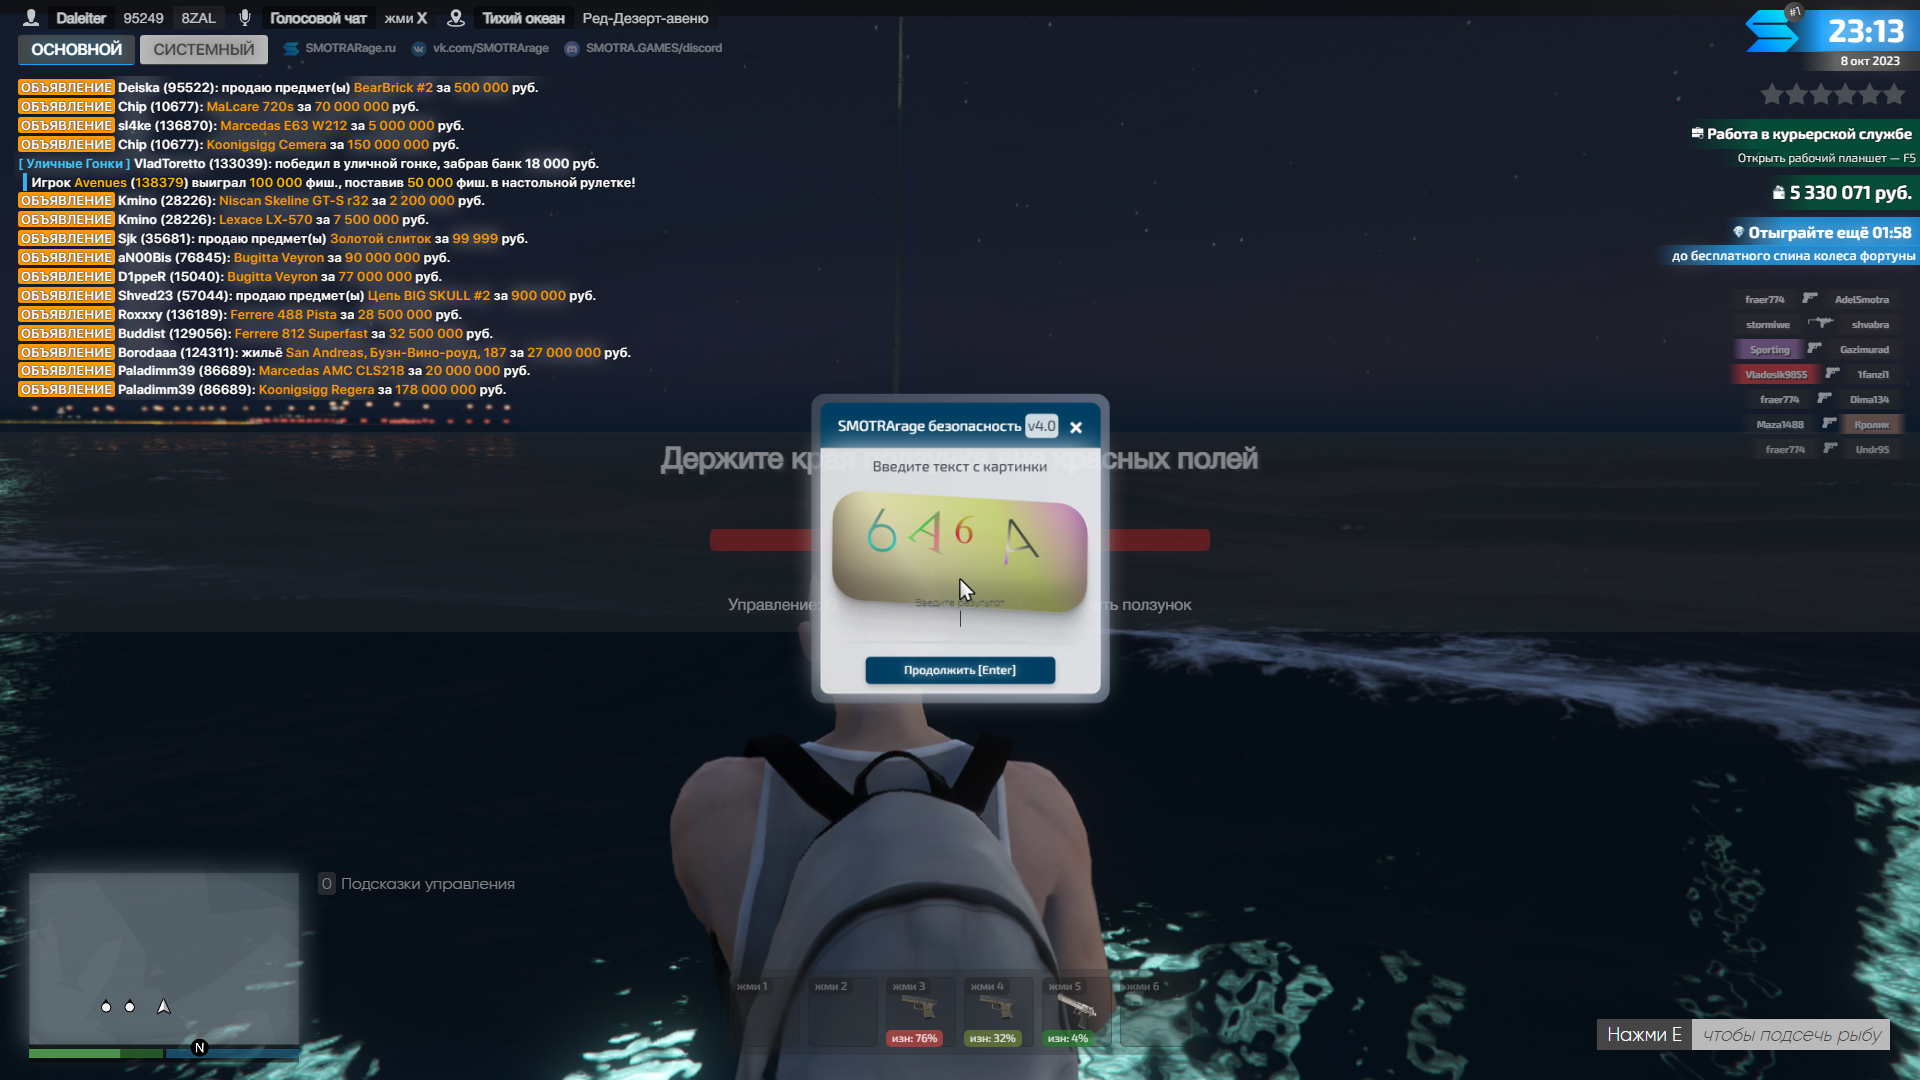 Daleiter 95249 8ZAL Голосовой чат жми X Тихий океан Ред-Дезерт-авеню
ОСНОВНОЙ СИСТЕМНЫЙ SMOTRARage.ru vk.com/SMOTRArage SMOTRA.GAMES/discord
ОБЪЯВЛЕНИЕ Deiska (95522): продаю предмет(ы) BearBrick #2 за 500 000 руб.
ОБЪЯВЛЕНИЕ Chip (10677): MaLcare 720s за 70 000 000 руб.
ОБЪЯВЛЕНИЕ sl4ke (136870): Marcedas E63 W212 за 5 000 000 руб.
ОБЪЯВЛЕНИЕ Chip (10677): Koonigsigg Cemera за 150 000 000 руб.
[ Уличные Гонки ] VladToretto (133039): победил в уличной гонке, забрав банк 18 000 руб.
Игрок Avenues (138379) выиграл 100 000 фиш., поставив 50 000 фиш. в настольной рулетке!
ОБЪЯВЛЕНИЕ Kmino (28226): Niscan Skeline GT-S r32 за 2 200 000 руб.
ОБЪЯВЛЕНИЕ Kmino (28226): Lexace LX-570 за 7 500 000 руб.
ОБЪЯВЛЕНИЕ Sjk (35681): продаю предмет(ы) Золотой слиток за 99 999 руб.
ОБЪЯВЛЕНИЕ aN00Bis (76845): Bugitta Veyron за 90 000 000 руб.
ОБЪЯВЛЕНИЕ D1ppeR (15040): Bugitta Veyron за 77 000 000 руб.
ОБЪЯВЛЕНИЕ Shved23 (57044): продаю предмет(ы) Цепь BIG SKULL #2 за 900 000 руб.
ОБЪЯВЛЕНИЕ Roxxxy (136189): Ferrere 488 Pista за 28 500 000 руб.
ОБЪЯВЛЕНИЕ Buddist (129056): Ferrere 812 Superfast за 32 500 000 руб.
ОБЪЯВЛЕНИЕ Borodaaa (124311): жильё San Andreas, Буэн-Вино-роуд, 187 за 27 000 000 руб.
ОБЪЯВЛЕНИЕ Paladimm39 (86689): Marcedas AMC CLS218 за 20 000 000 руб.
ОБЪЯВЛЕНИЕ Paladimm39 (86689): Koonigsigg Regera за 178 000 000 руб.
#1
23:13
8 окт 2023
Работа в курьерской службе
Открыть рабочий планшет — F5
5 330 071 руб.
Отыграйте ещё 01:58
до бесплатного спина колеса фортуны
fraer774 AdelSmotra
stormiwe shvabra
Sporting Gazimurad
Vladosik9855 1fanzi1
fraer774 Dima134
Maza1488 Кролик
fraer774 Undr95
SMOTRArage безопасность v4.0
Держите края ползунка вне красных полей
Введите текст с картинки
6 A 6 A
Введите результат
Управление: ползунок
Продолжить [Enter]
0 Подсказки управления
N
жми 1 жми 2 жми 3 жми 4 жми 5 жми 6
изн: 76% изн: 32% изн: 4%
Нажми E чтобы подсечь рыбу